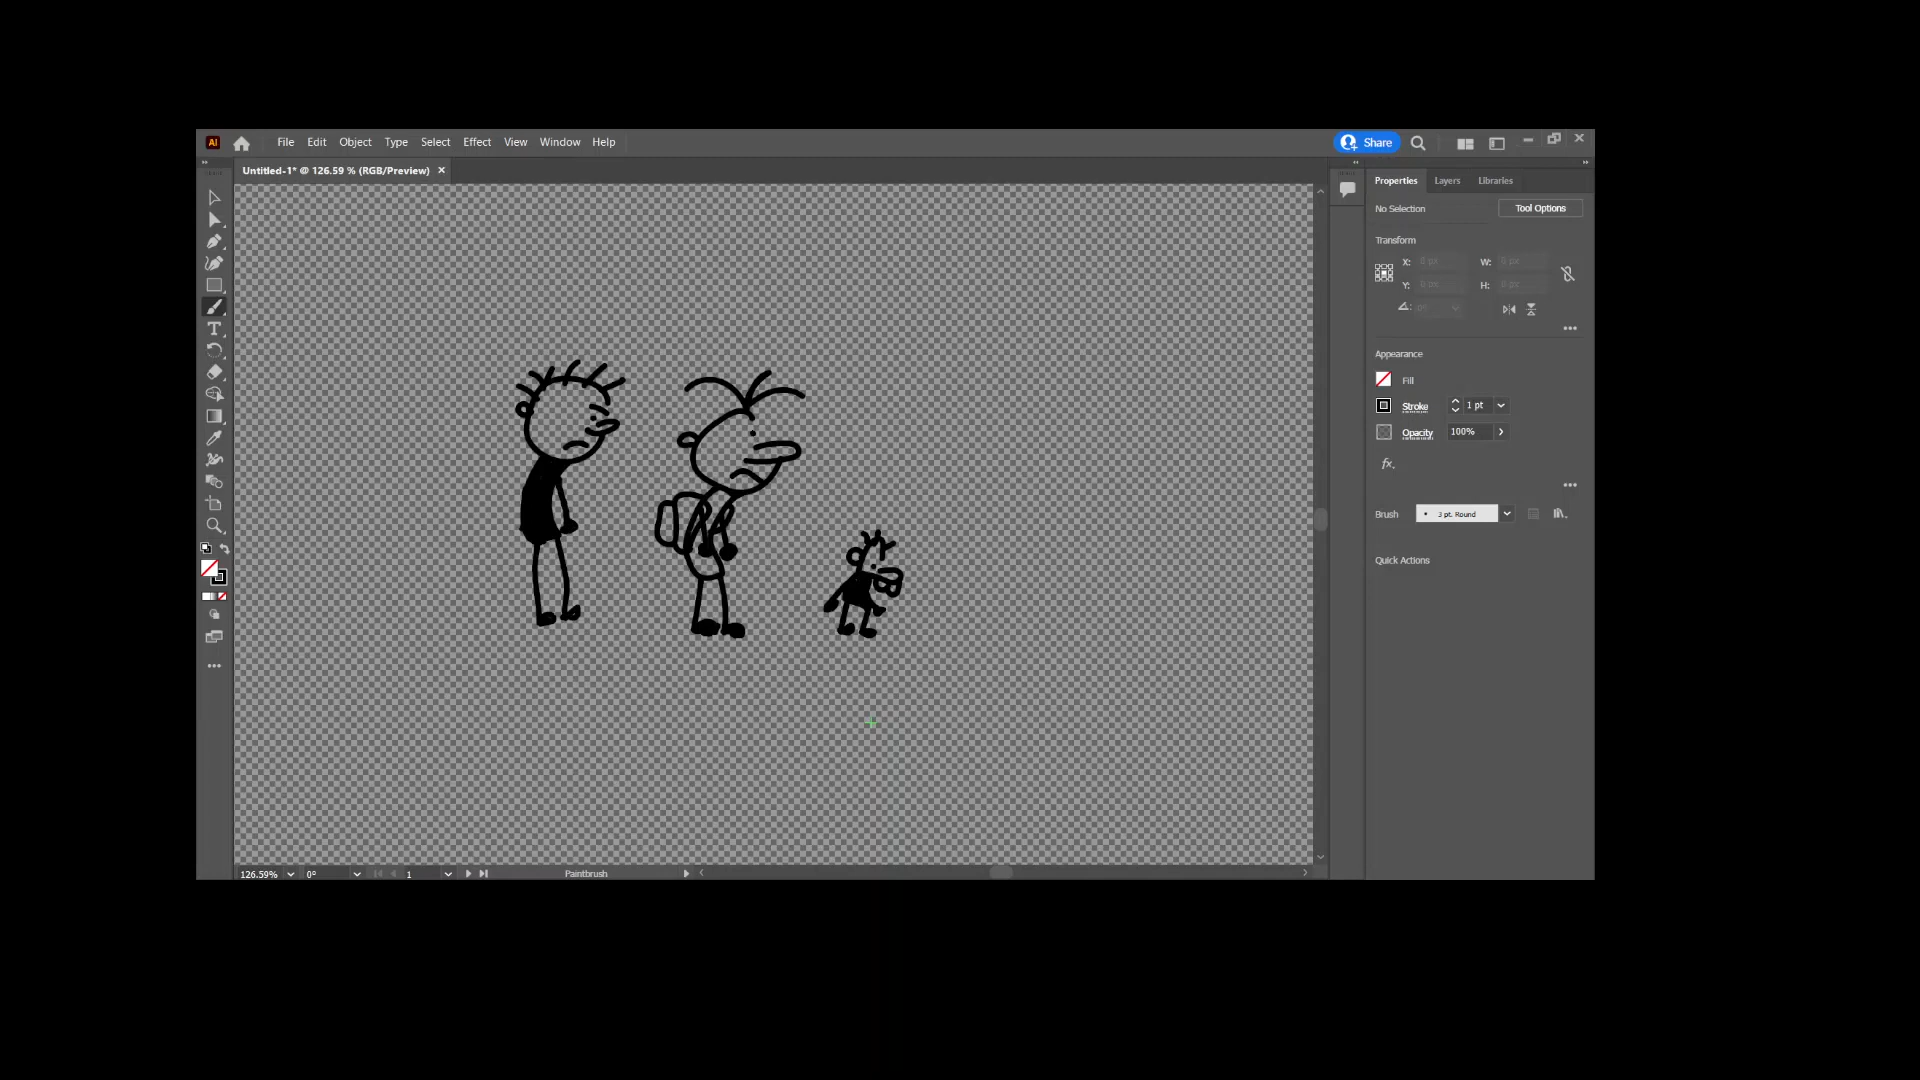 Ai File Edit Object Type Select Effect View Window Help Share
Untitled-1* @ 126.59 % (RGB/Preview) ×
Properties Layers Libraries
No Selection Tool Options
Transform
X: W:
Y: H:
Appearance
Fill
Stroke 1 pt
Opacity 100%
fx.
Brush 3 pt. Round
Quick Actions
126.59% 0° 1 Paintbrush